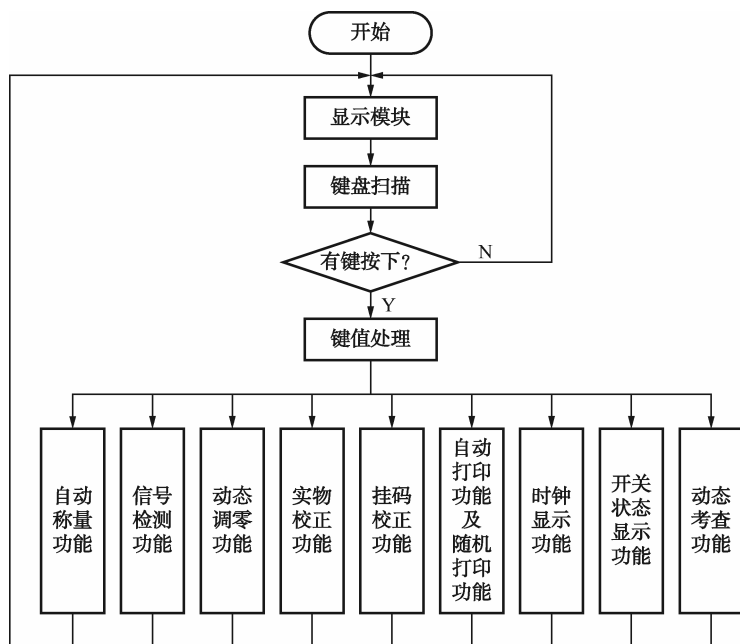 开始
显示模块
键盘扫描
有键按下?
N
Y
键值处理
自动
称量
功能
信号
检测
功能
动态
调零
功能
实物
校正
功能
挂码
校正
功能
自动
打印
功能
及
随机
打印
功能
时钟
显示
功能
开关
状态
显示
功能
动态
考查
功能